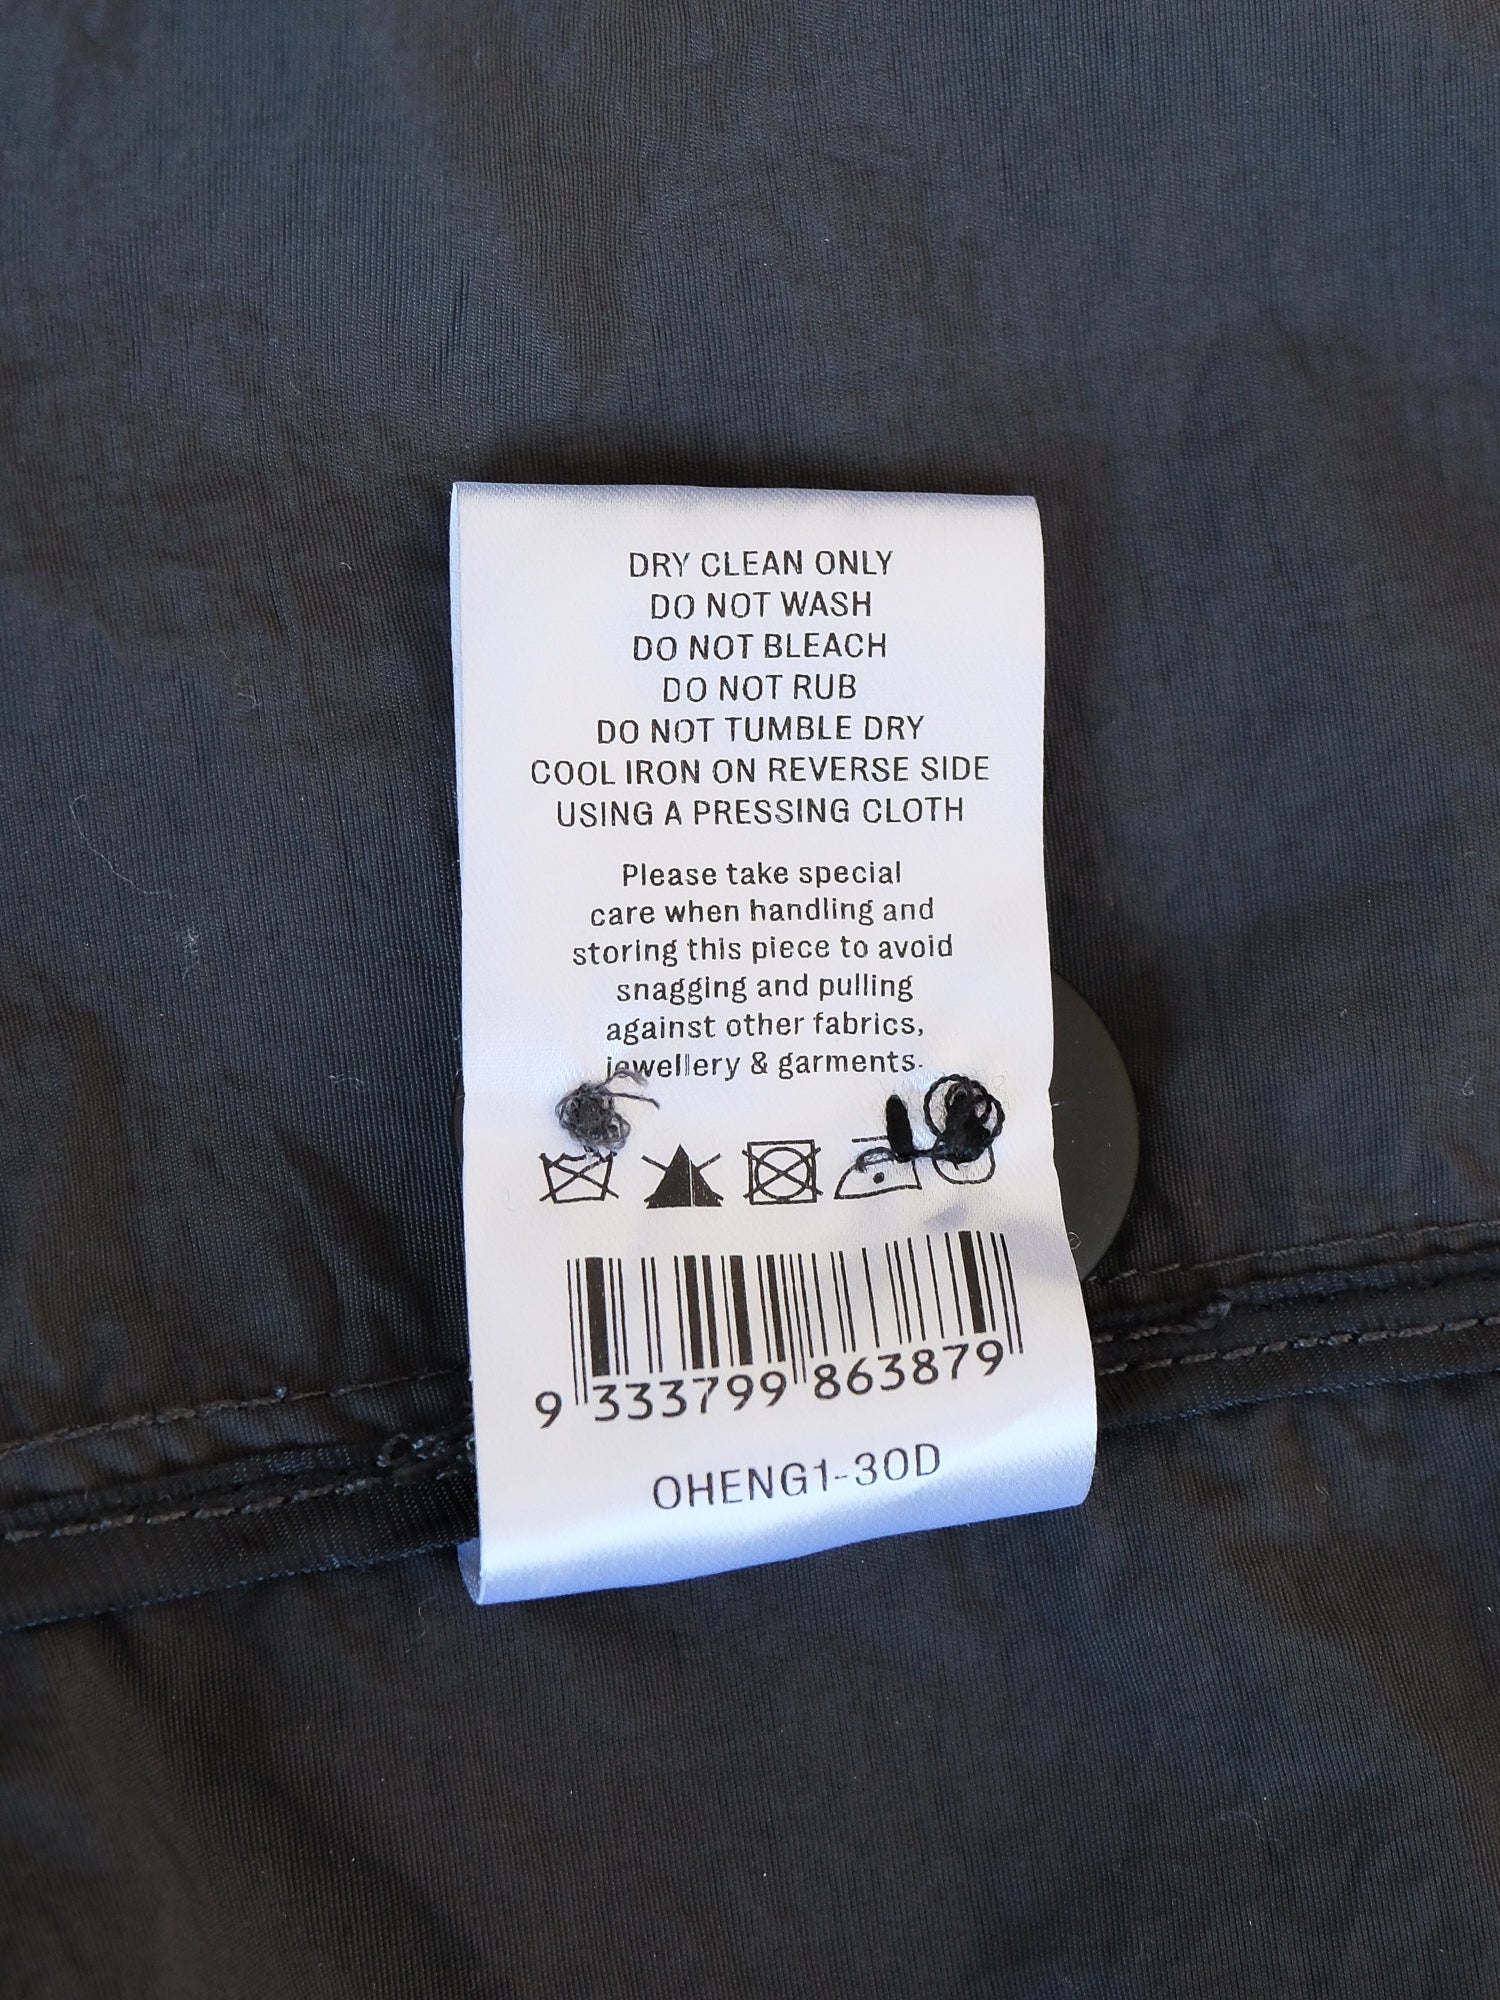 DRY CLEAN ONLY
DO NOT WASH
DO NOT BLEACH
DO NOT RUB
DO NOT TUMBLE DRY
COOL IRON ON REVERSE SIDE
USING A PRESSING CLOTH
Please take special
care when handling and
storing this piece to avoid
snagging and pulling
against other fabrics,
jewellery & garments.
9 333799 863879
OHENG1-30D